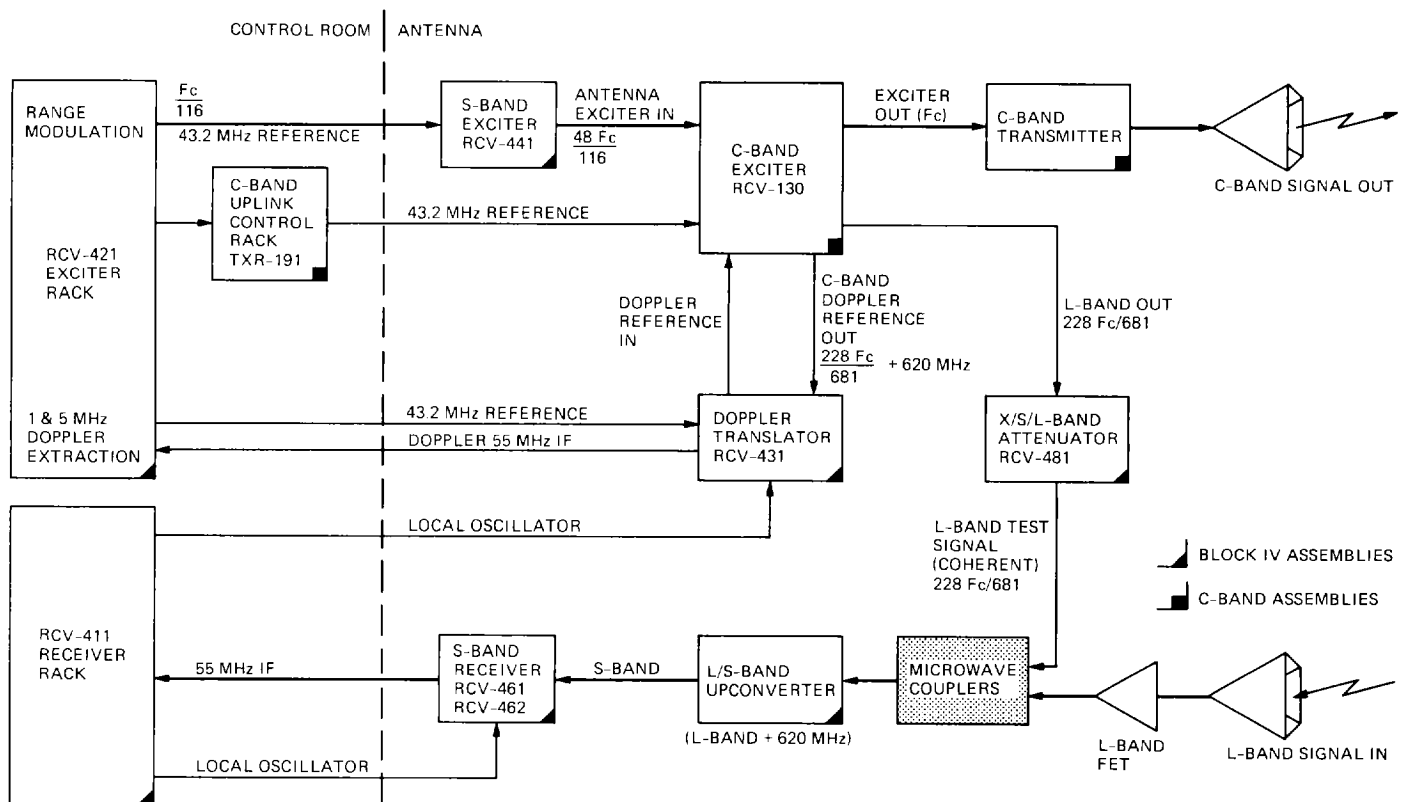 CONTROL ROOM
ANTENNA
RANGE
MODULATION
RCV-421
EXCITER
RACK
1 & 5 MHz
DOPPLER
EXTRACTION
Fc
116
43.2 MHz REFERENCE
S-BAND
EXCITER
RCV-441
ANTENNA
EXCITER IN
48 Fc
116
C-BAND
EXCITER
RCV-130
EXCITER
OUT (Fc)
C-BAND
TRANSMITTER
C-BAND SIGNAL OUT
C-BAND
UPLINK
CONTROL
RACK
TXR-191
43.2 MHz REFERENCE
DOPPLER
REFERENCE
IN
C-BAND
DOPPLER
REFERENCE
OUT
228 Fc
681
+ 620 MHz
L-BAND OUT
228 Fc/681
43.2 MHz REFERENCE
DOPPLER 55 MHz IF
DOPPLER
TRANSLATOR
RCV-431
X/S/L-BAND
ATTENUATOR
RCV-481
LOCAL OSCILLATOR
L-BAND TEST
SIGNAL
(COHERENT)
228 Fc/681
BLOCK IV ASSEMBLIES
C-BAND ASSEMBLIES
RCV-411
RECEIVER
RACK
55 MHz IF
S-BAND
RECEIVER
RCV-461
RCV-462
S-BAND
L/S-BAND
UPCONVERTER
(L-BAND + 620 MHz)
MICROWAVE
COUPLERS
L-BAND
FET
L-BAND SIGNAL IN
LOCAL OSCILLATOR